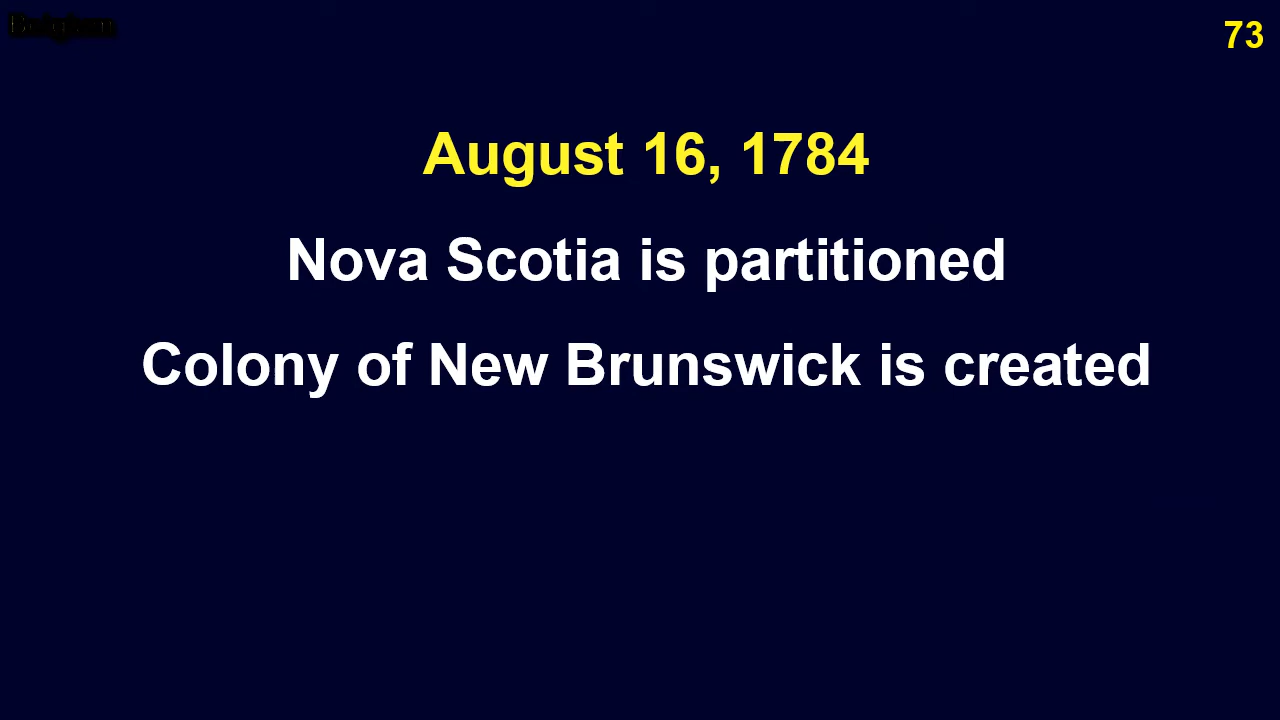 73
August 16, 1784
Nova Scotia is partitioned
Colony of New Brunswick is created